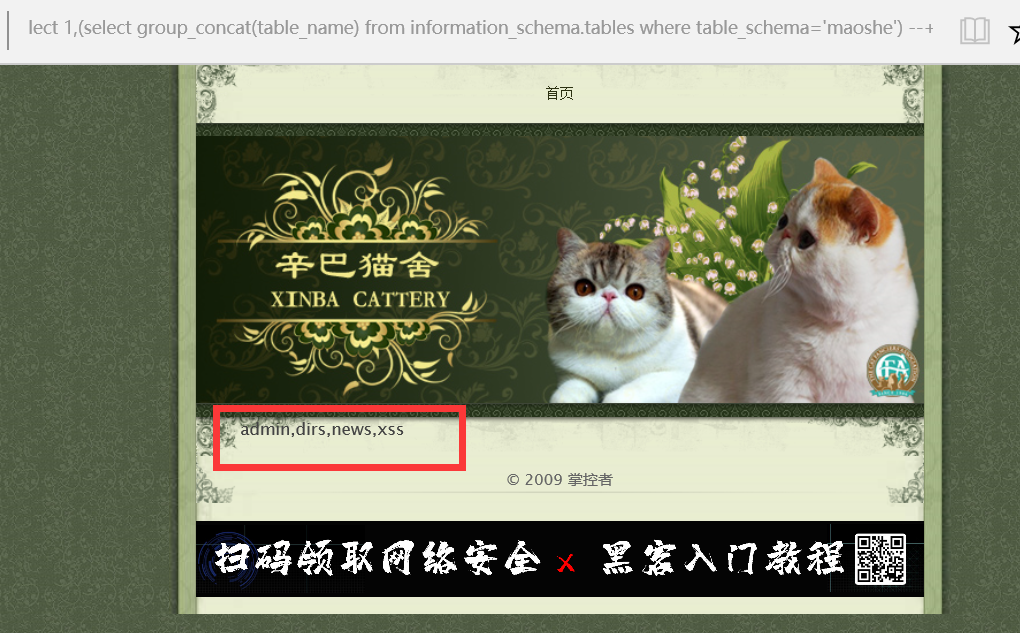 lect 1,(select group_concat(table_name) from information_schema.tables where table_schema='maoshe') --+
首页
辛巴猫舍
XINBA CATTERY
admin,dirs,news,xss
© 2009 掌控者
扫码领取网络安全 x 黑客入门教程